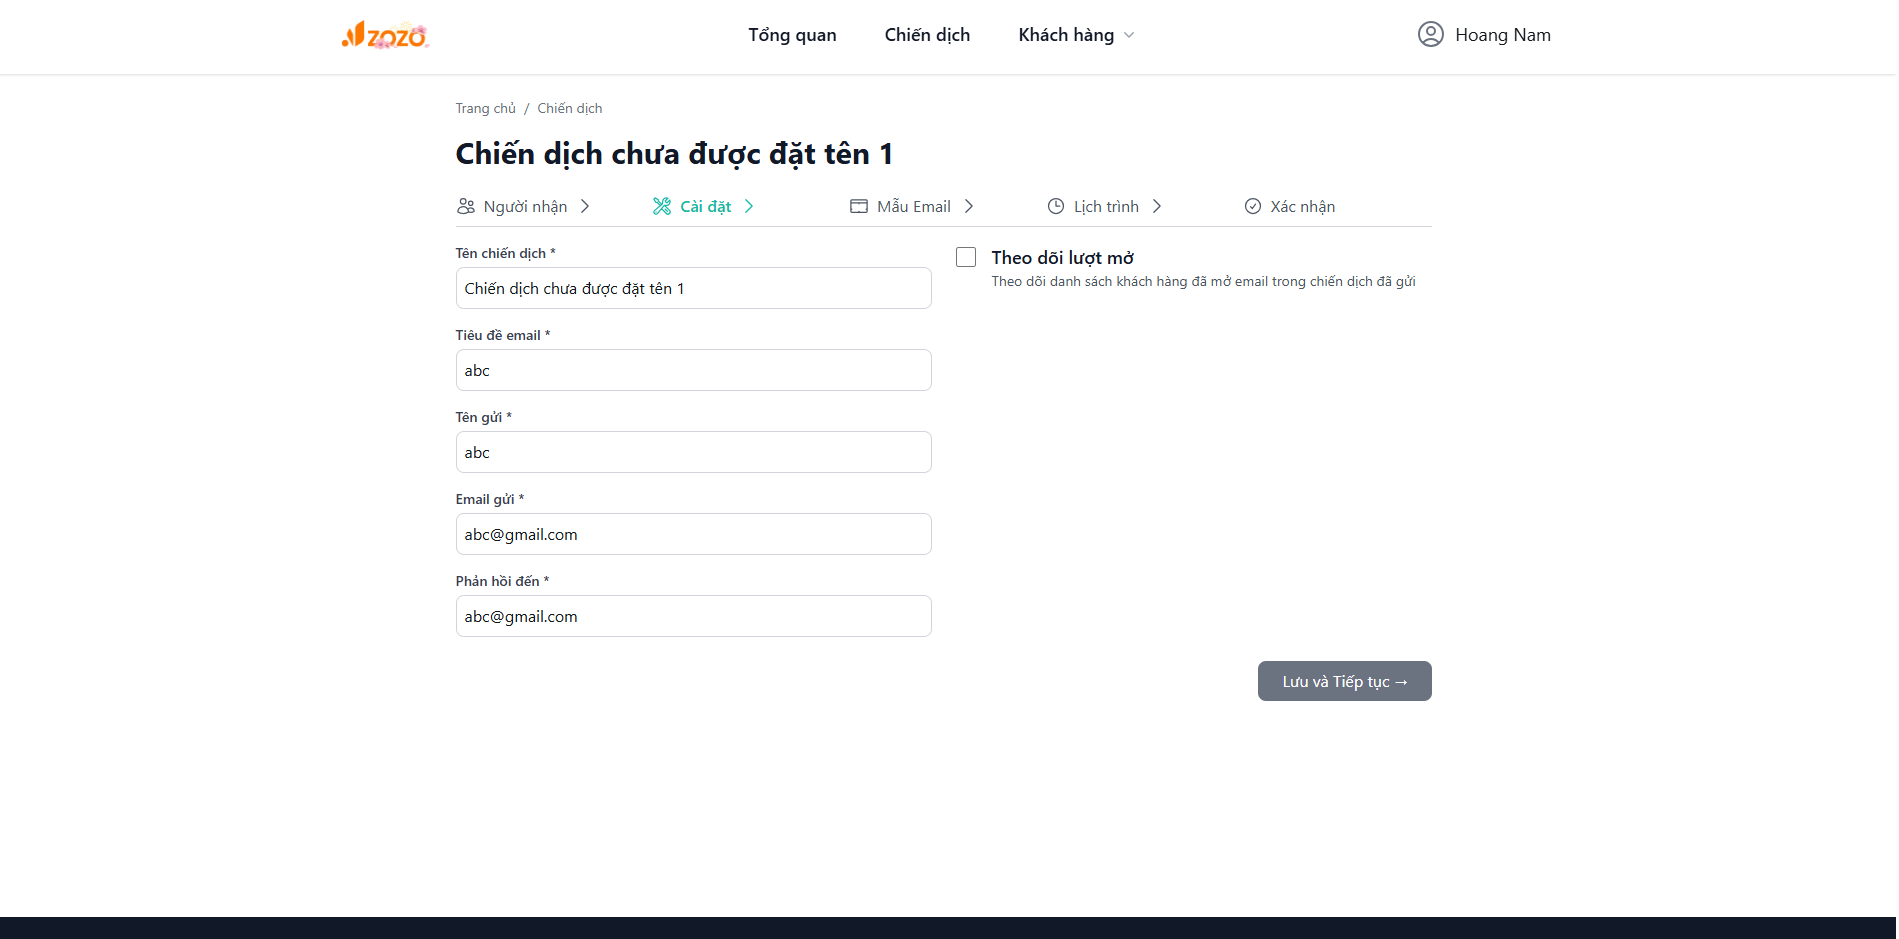 zozo
Tổng quan
Chiến dịch
Khách hàng
Hoang Nam
Trang chủ / Chiến dịch
Chiến dịch chưa được đặt tên 1
Người nhận
Cài đặt
Mẫu Email
Lịch trình
Xác nhận
Tên chiến dịch *
Chiến dịch chưa được đặt tên 1
Theo dõi lượt mở
Theo dõi danh sách khách hàng đã mở email trong chiến dịch đã gửi
Tiêu đề email *
abc
Tên gửi *
abc
Email gửi *
abc@gmail.com
Phản hồi đến *
abc@gmail.com
Lưu và Tiếp tục →